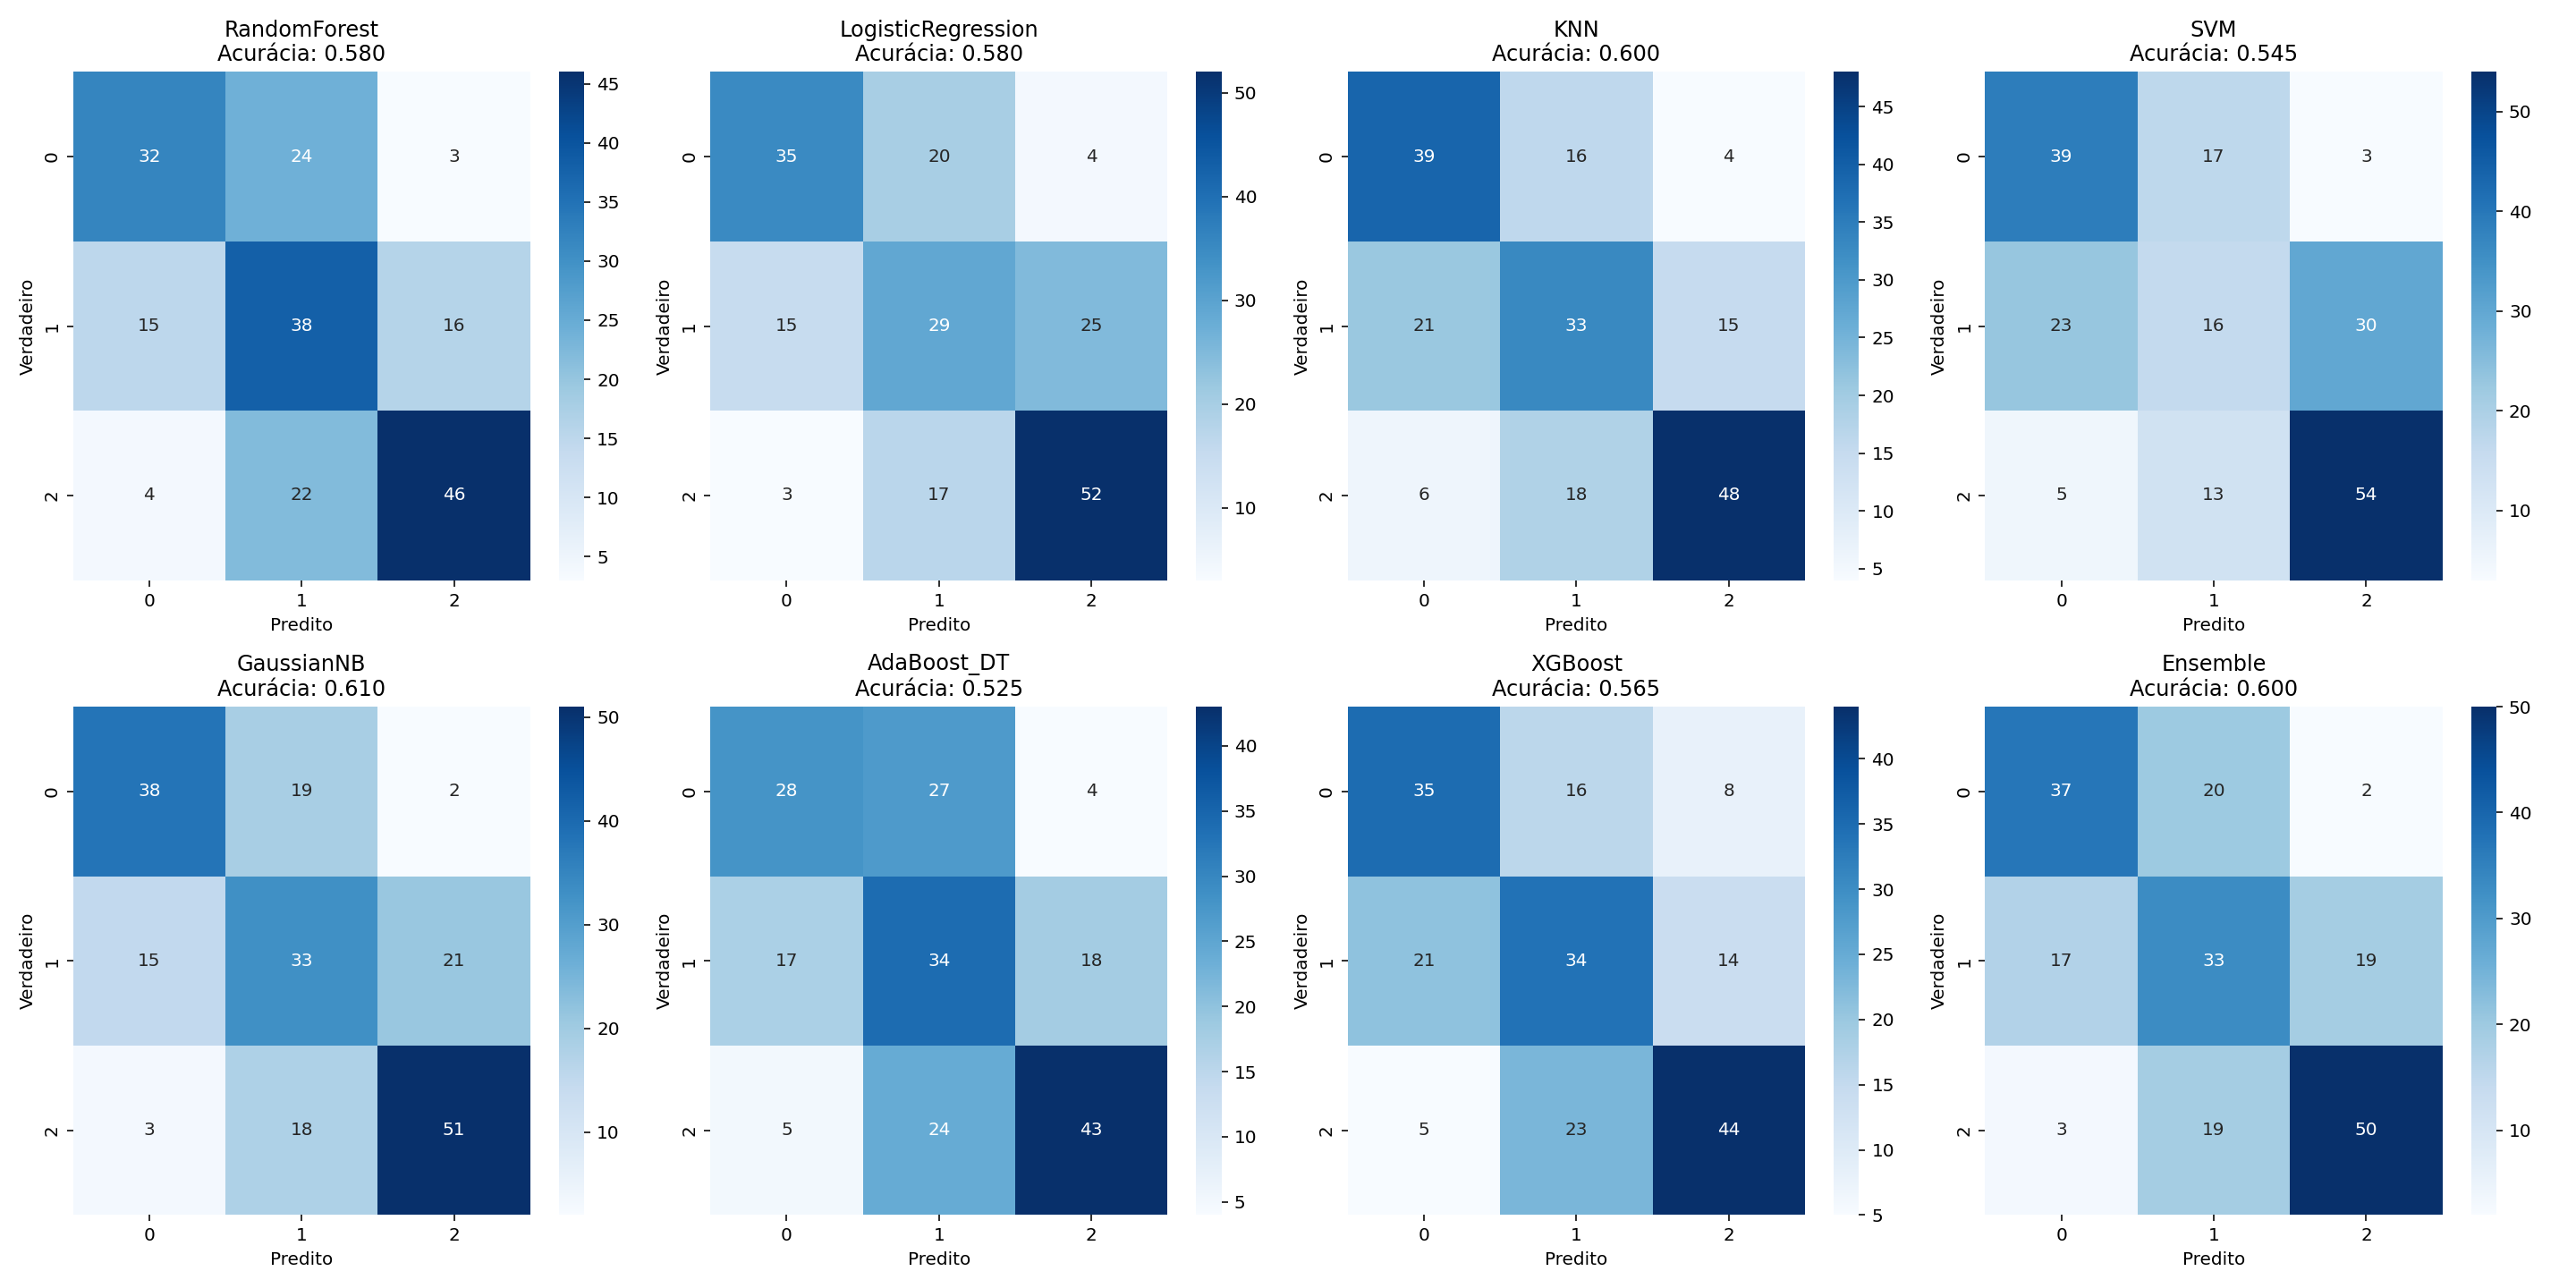 RandomForest
Acurácia: 0.580
32 24 3
15 38 16
4 22 46
0 1 2
Verdadeiro
0 1 2
Predito
45
40
35
30
25
20
15
10
5
LogisticRegression
Acurácia: 0.580
35 20 4
15 29 25
3 17 52
0 1 2
Verdadeiro
0 1 2
Predito
50
40
30
20
10
KNN
Acurácia: 0.600
39 16 4
21 33 15
6 18 48
0 1 2
Verdadeiro
0 1 2
Predito
45
40
35
30
25
20
15
10
5
SVM
Acurácia: 0.545
39 17 3
23 16 30
5 13 54
0 1 2
Verdadeiro
0 1 2
Predito
50
40
30
20
10
GaussianNB
Acurácia: 0.610
38 19 2
15 33 21
3 18 51
0 1 2
Verdadeiro
0 1 2
Predito
50
40
30
20
10
AdaBoost_DT
Acurácia: 0.525
28 27 4
17 34 18
5 24 43
0 1 2
Verdadeiro
0 1 2
Predito
40
35
30
25
20
15
10
5
XGBoost
Acurácia: 0.565
35 16 8
21 34 14
5 23 44
0 1 2
Verdadeiro
0 1 2
Predito
40
35
30
25
20
15
10
5
Ensemble
Acurácia: 0.600
37 20 2
17 33 19
3 19 50
0 1 2
Verdadeiro
0 1 2
Predito
50
40
30
20
10